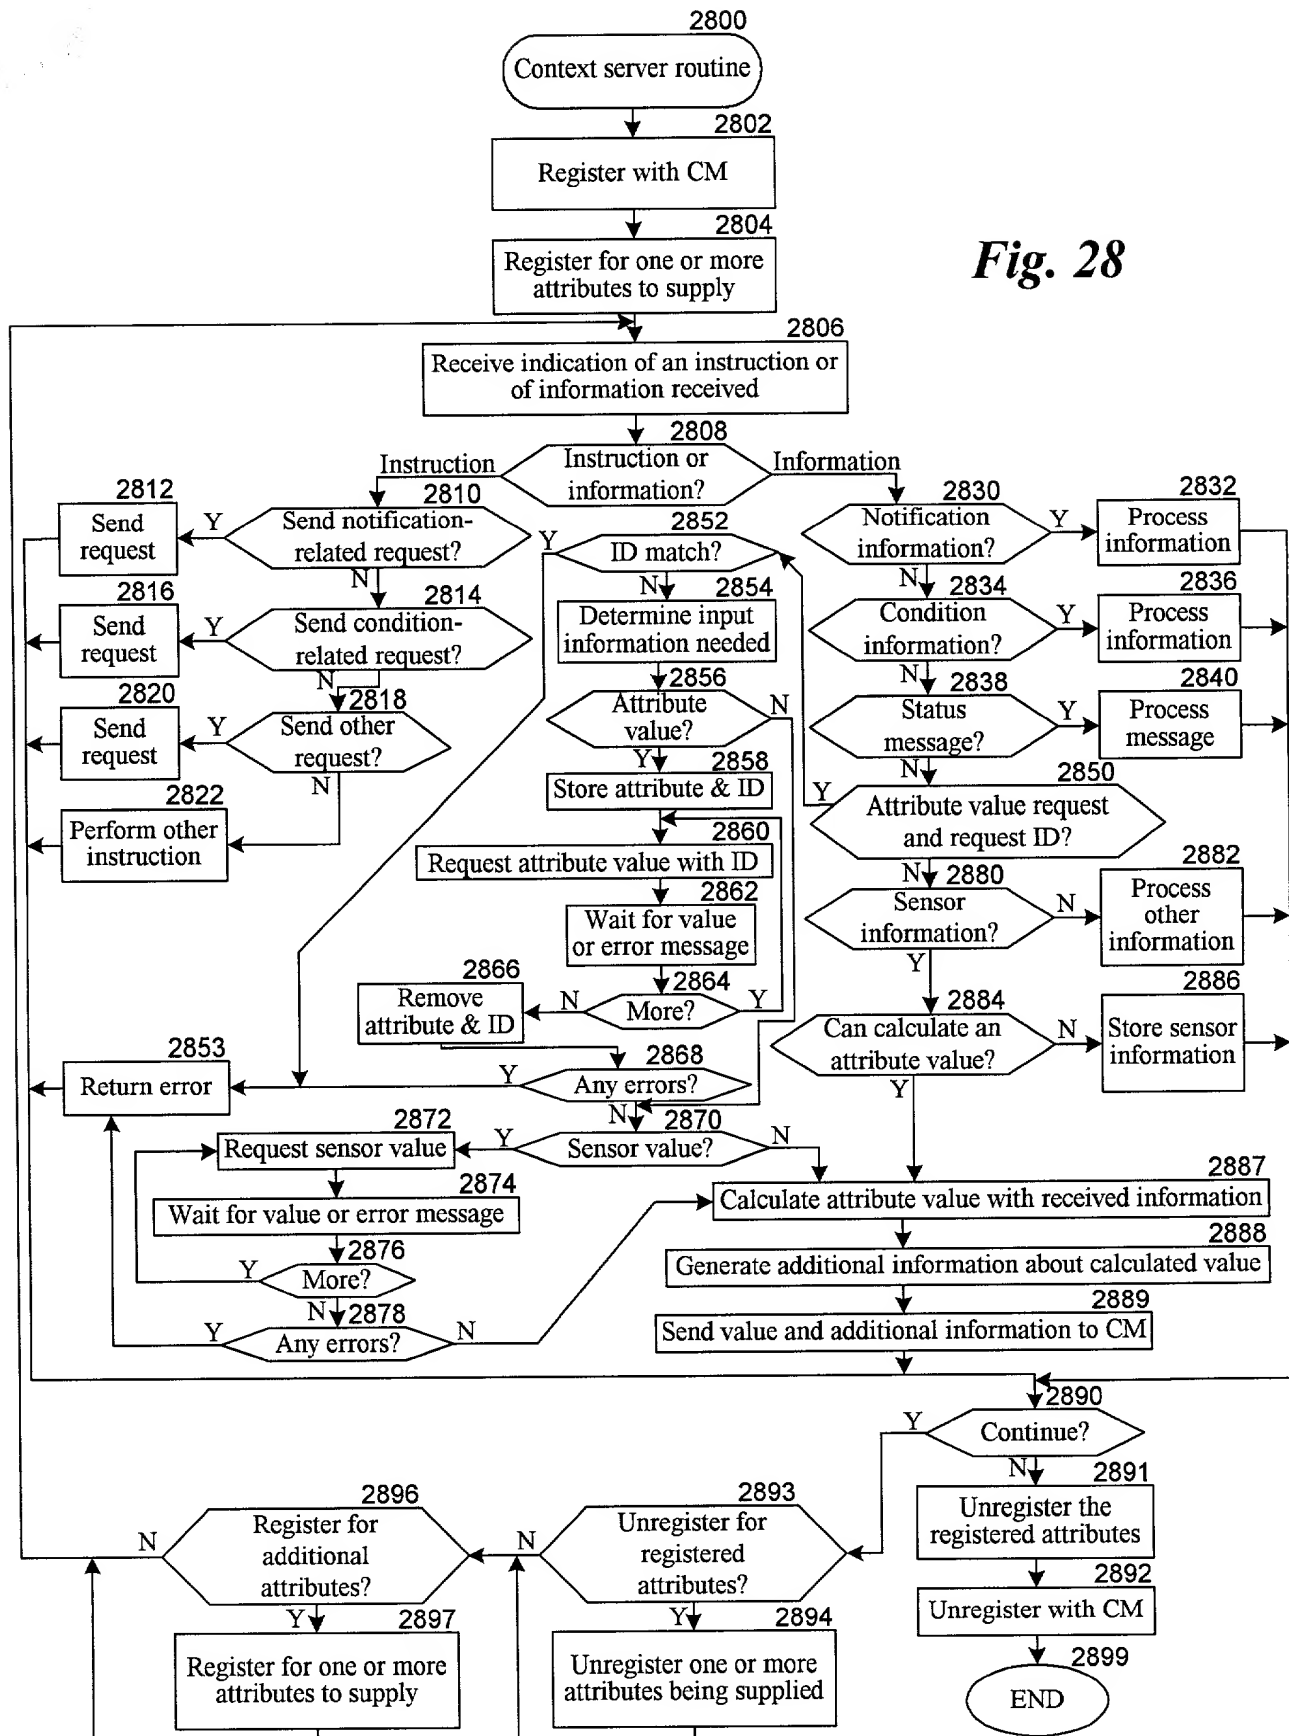 2800
Context server routine
2802
Register with CM
2804
Register for one or more
attributes to supply
Fig. 28
2806
Receive indication of an instruction or
of information received
2808
Instruction or
information?
Instruction
Information
2810
Send notification-
related request?
Y
N
2812
Send
request
2814
Send condition-
related request?
Y
N
2816
Send
request
2818
Send other
request?
Y
N
2820
Send
request
2822
Perform other
instruction
2830
Notification
information?
Y
N
2832
Process
information
2834
Condition
information?
Y
N
2836
Process
information
2838
Status
message?
Y
N
2840
Process
message
2850
Attribute value request
and request ID?
Y
N
2852
ID match?
Y
N
2854
Determine input
information needed
2856
Attribute
value?
N
Y
2858
Store attribute & ID
2860
Request attribute value with ID
2862
Wait for value
or error message
2864
More?
N
Y
2866
Remove
attribute & ID
2868
Any errors?
Y
N
2853
Return error
2870
Sensor value?
Y
N
2872
Request sensor value
2874
Wait for value or error message
2876
More?
Y
N
2878
Any errors?
Y
N
2880
Sensor
information?
N
Y
2882
Process
other
information
2884
Can calculate an
attribute value?
N
Y
2886
Store sensor
information
2887
Calculate attribute value with received information
2888
Generate additional information about calculated value
2889
Send value and additional information to CM
2890
Continue?
Y
N
2891
Unregister the
registered attributes
2892
Unregister with CM
2899
END
2893
Unregister for
registered
attributes?
N
Y
2894
Unregister one or more
attributes being supplied
2896
Register for
additional
attributes?
N
Y
2897
Register for one or more
attributes to supply